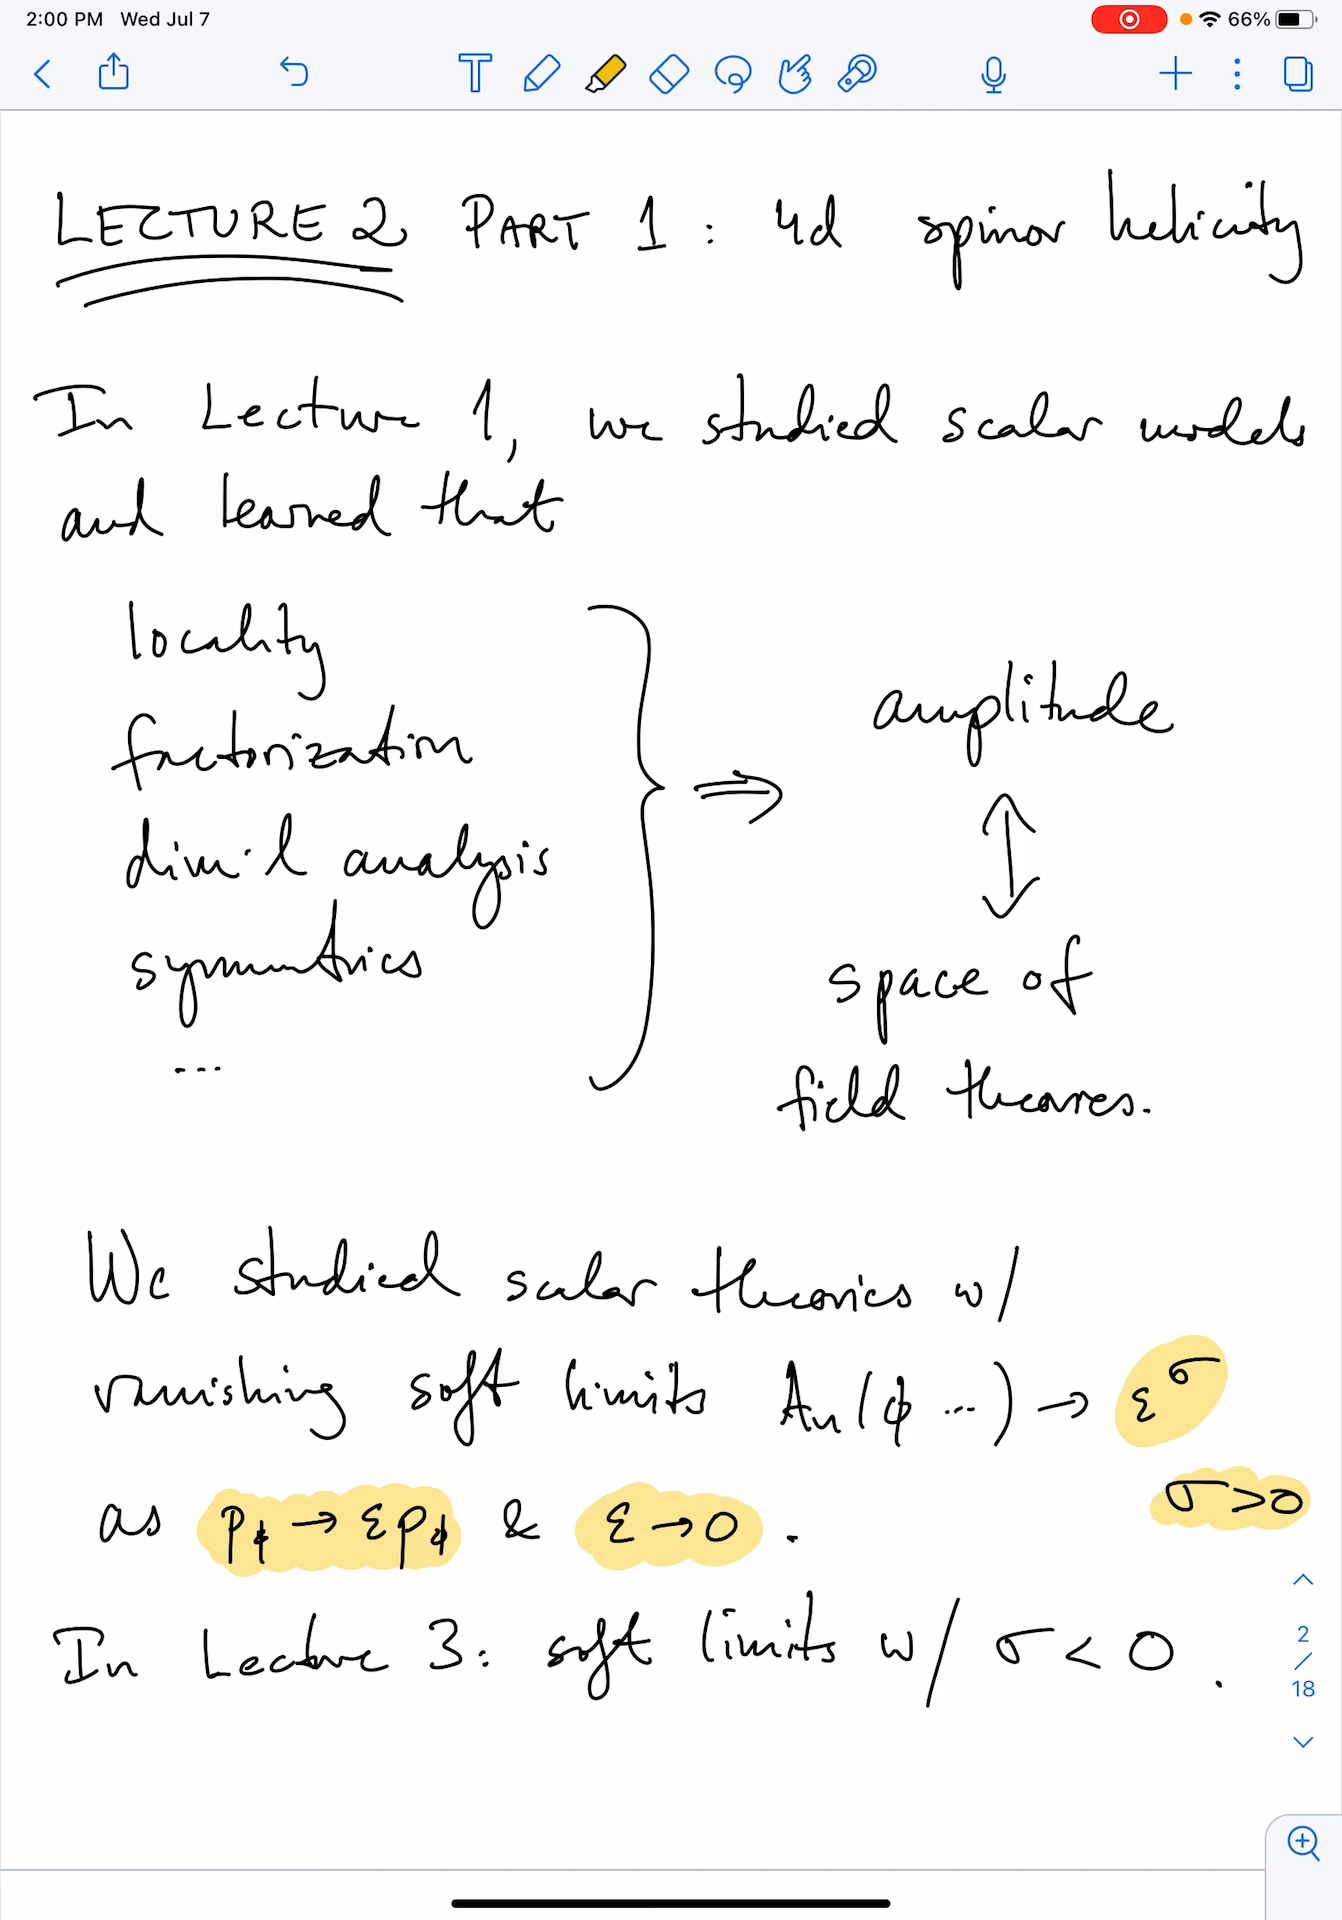 2:00 PM Wed Jul 7
66%
T
LECTURE 2 PART 1 : 4d spinor helicity
In Lecture 1, we studied scalar models
and learned that
locality
factorization
dim'l analysis
symmetries
...
} ⇒
amplitude
↕
space of
field theories.
We studied scalar theories w/
vanishing soft limits An(ϕ ...) → ε^σ
σ>0
as pϕ → εpϕ & ε → 0 .
In Lecture 3: soft limits w/ σ < 0 .
2
/
18